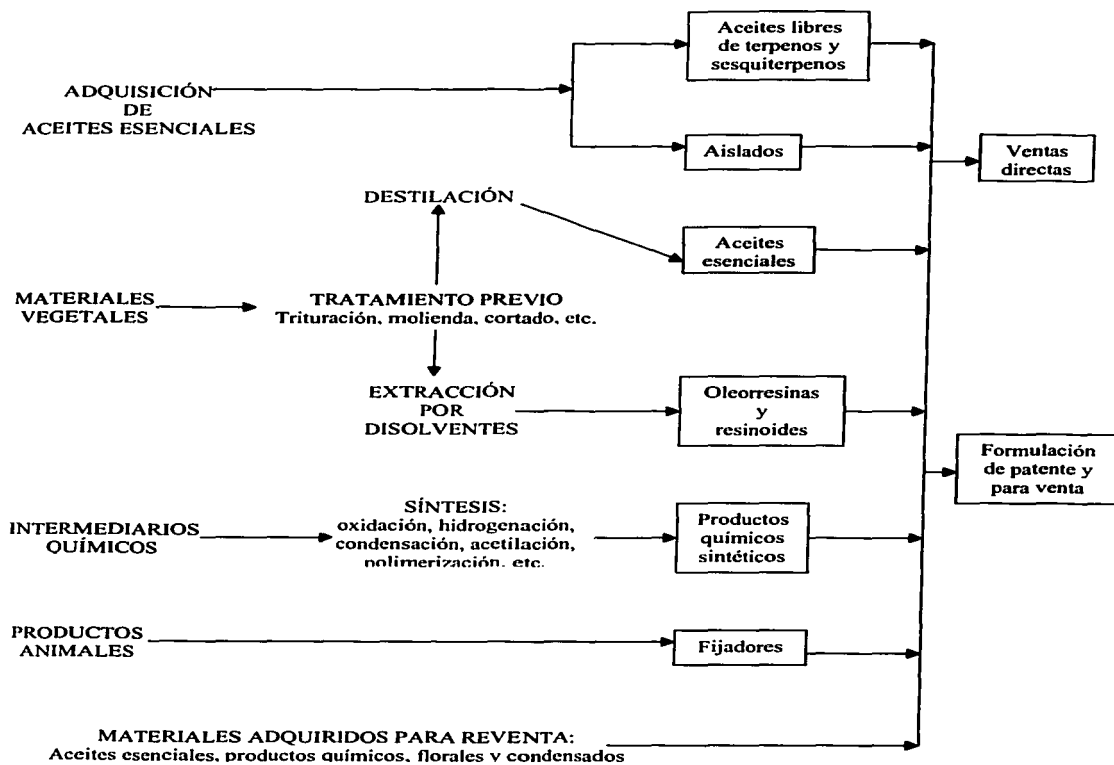 Aceites libres
de terpenos y
sesquiterpenos
ADQUISICIÓN
DE
ACEITES ESENCIALES
Aislados
Ventas
directas
DESTILACIÓN
Aceites
esenciales
MATERIALES
VEGETALES
TRATAMIENTO PREVIO
Trituración, molienda, cortado, etc.
EXTRACCIÓN
POR
DISOLVENTES
Oleorresinas
y
resinoides
Formulación
de patente y
para venta
INTERMEDIARIOS
QUÍMICOS
SÍNTESIS:
oxidación, hidrogenación,
condensación, acetilación,
polimerización, etc.
Productos
químicos
sintéticos
PRODUCTOS
ANIMALES
Fijadores
MATERIALES ADQUIRIDOS PARA REVENTA:
Aceites esenciales, productos químicos, florales y condensados